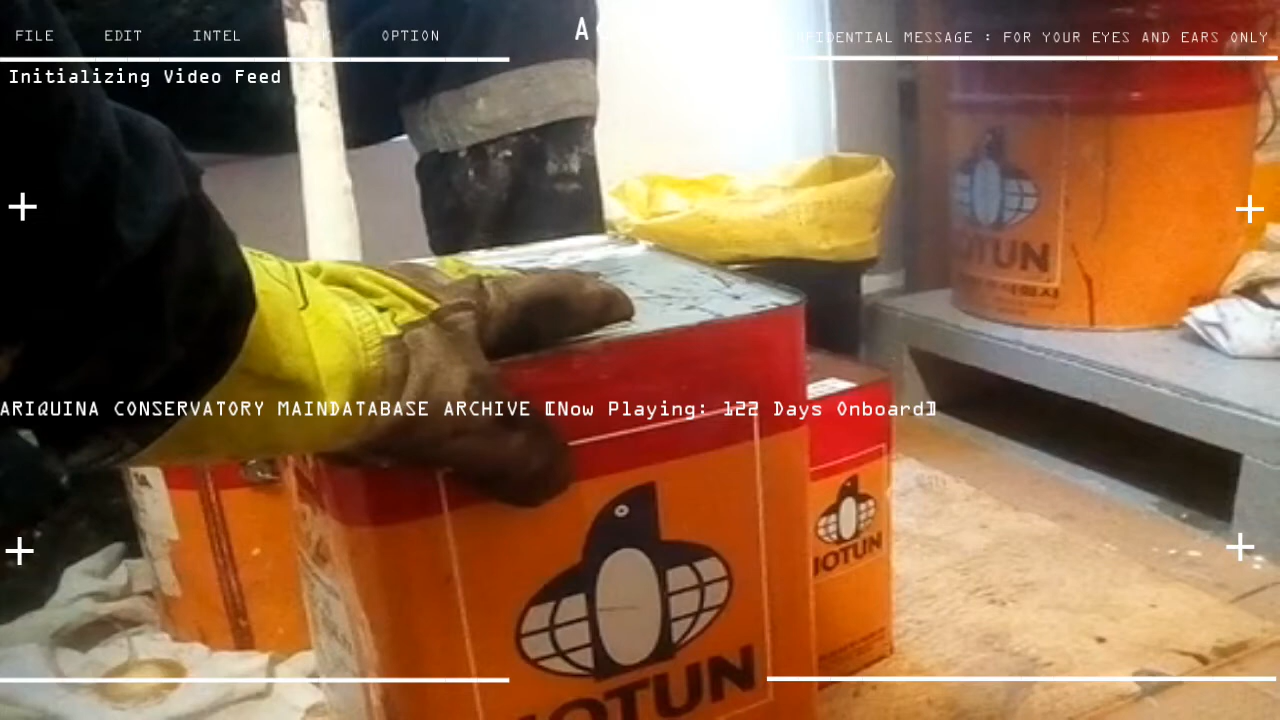 FILE EDIT INTEL OPTION
CONFIDENTIAL MESSAGE : FOR YOUR EYES AND EARS ONLY
Initializing Video Feed
JOTUN
ARIQUINA CONSERVATORY MAINDATABASE ARCHIVE [Now Playing: 122 Days Onboard]
JOTUN
JOTUN